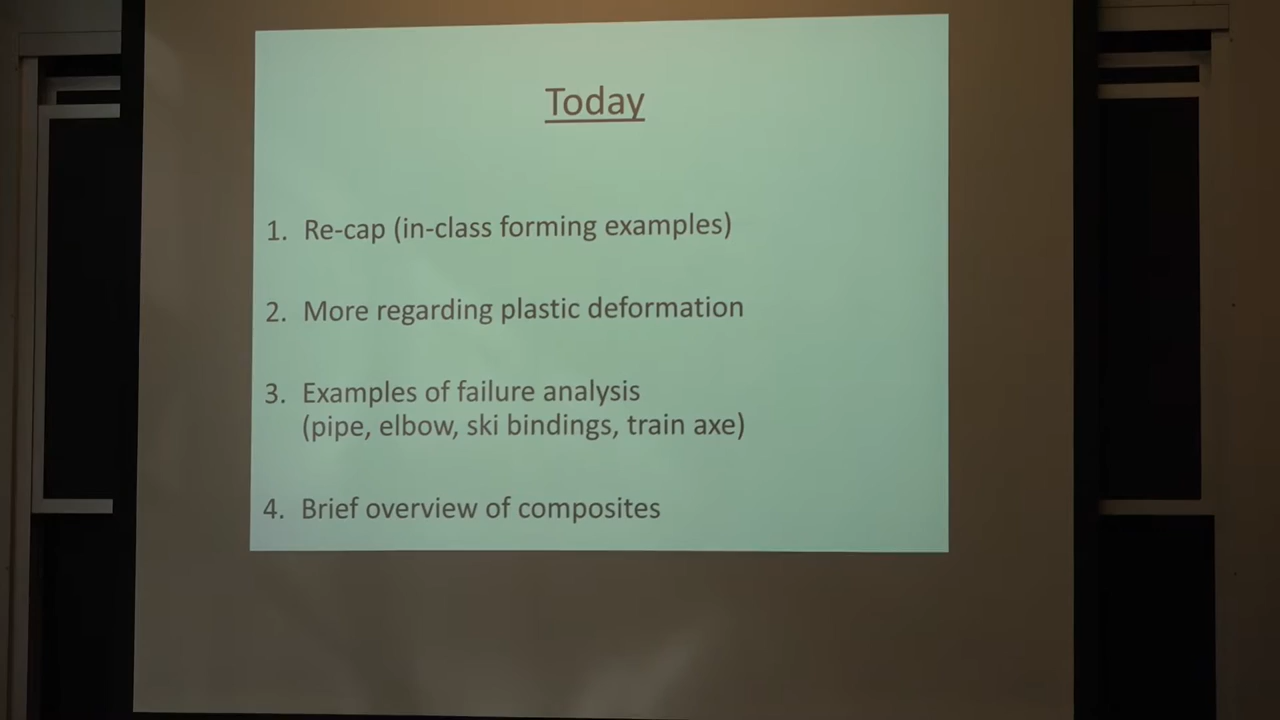 Today
1. Re-cap (in-class forming examples)
2. More regarding plastic deformation
3. Examples of failure analysis
(pipe, elbow, ski bindings, train axe)
4. Brief overview of composites